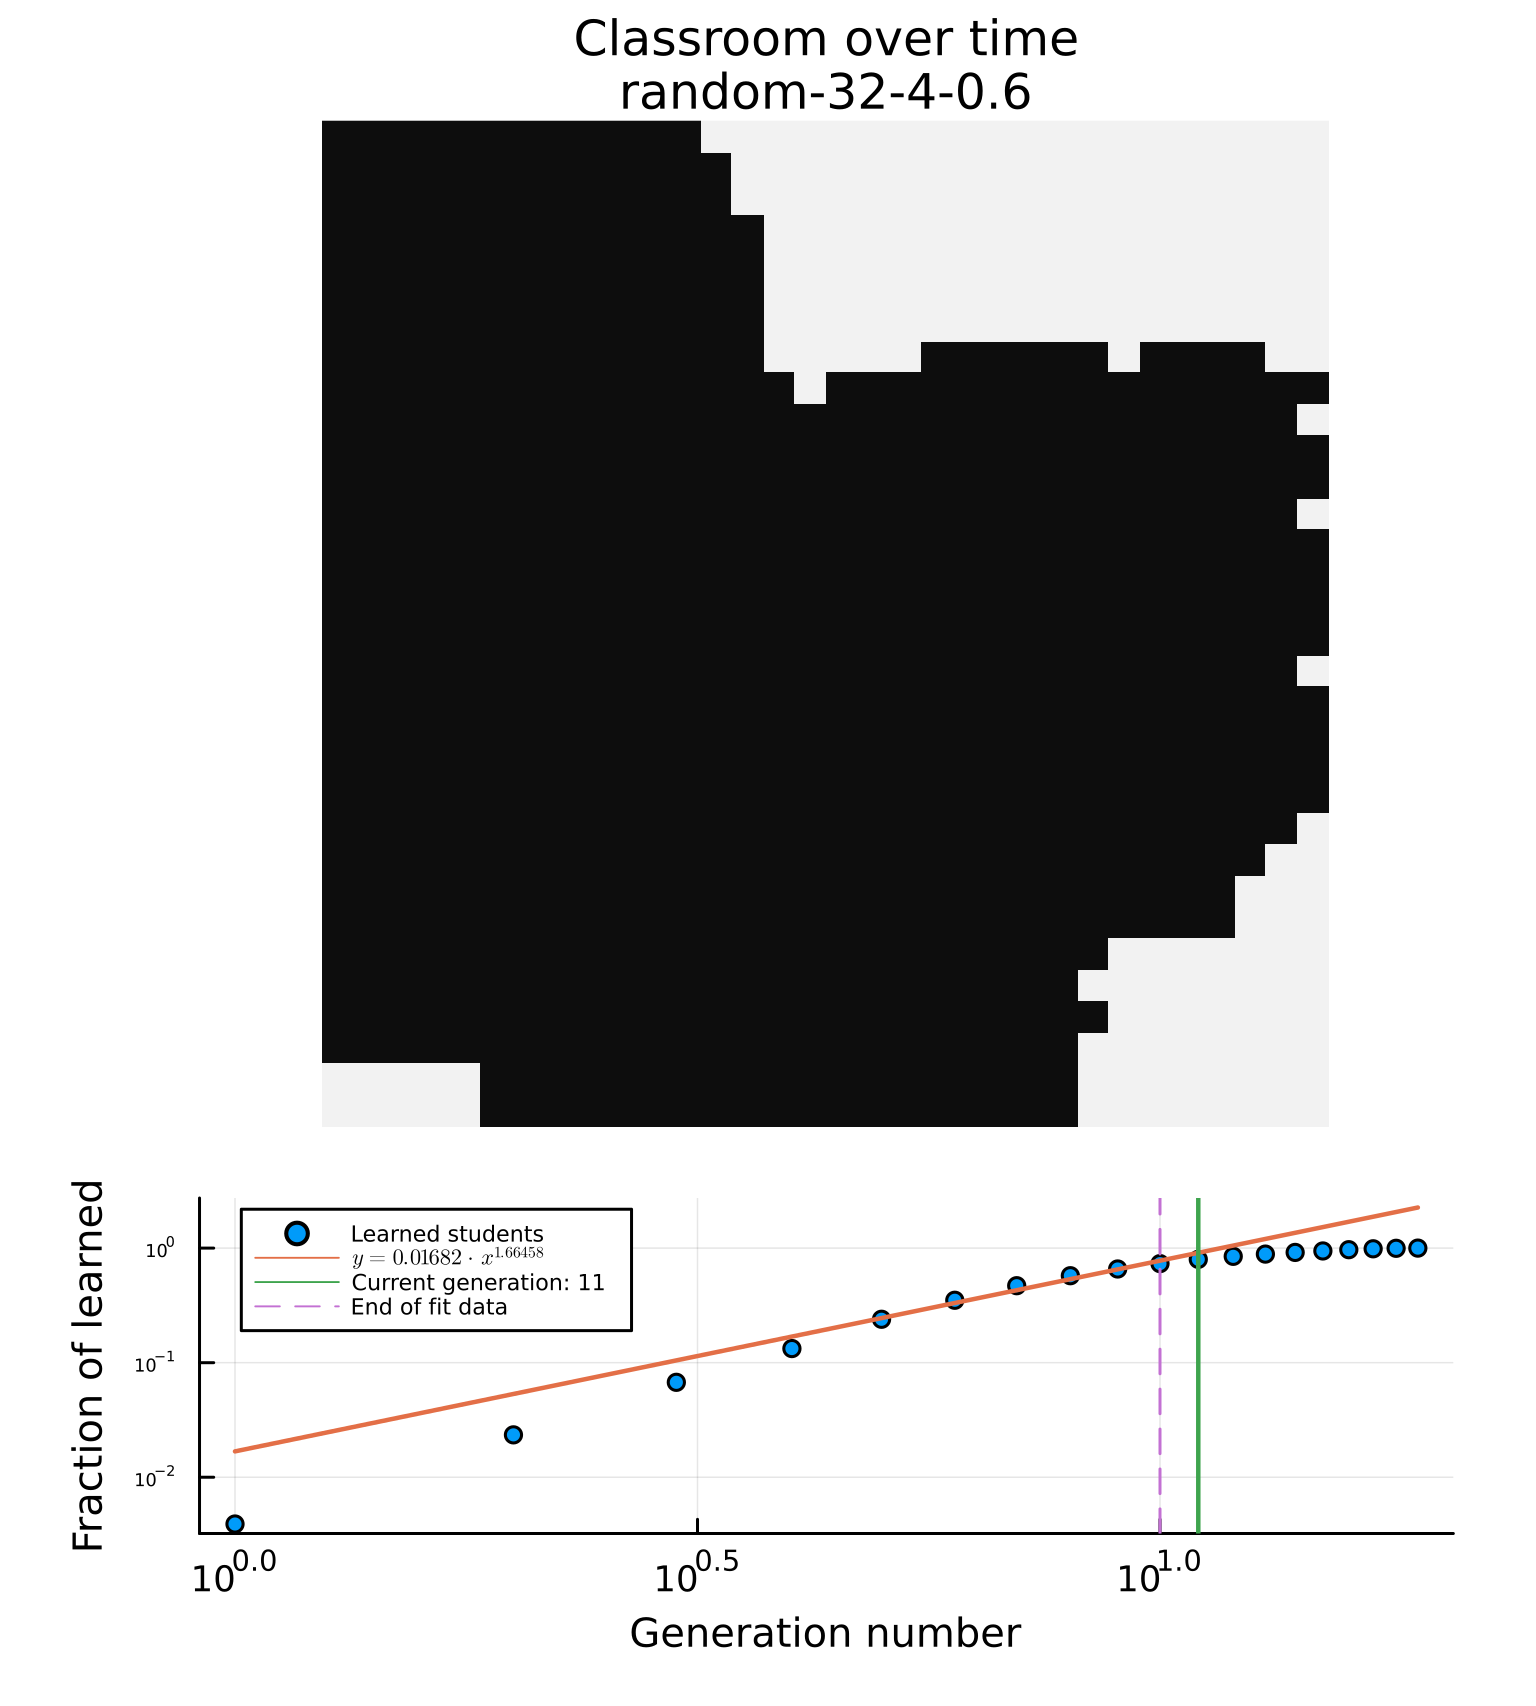 Classroom over time
random-32-4-0.6
Fraction of learned
10⁰
10⁻¹
10⁻²
Learned students
y = 0.01682 · x^1.66458
Current generation: 11
End of fit data
10^0.0
10^0.5
10^1.0
Generation number